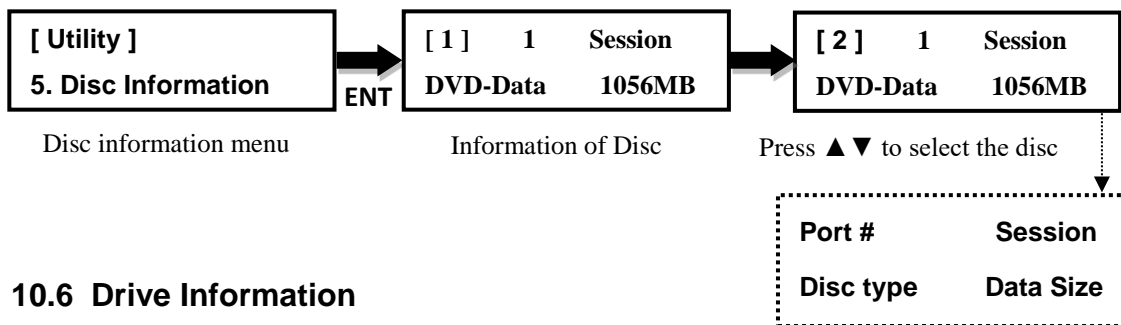 [ Utility ]
5. Disc Information
ENT
[ 1 ] 1 Session
DVD-Data 1056MB
[ 2 ] 1 Session
DVD-Data 1056MB
Disc information menu
Information of Disc
Press ▲▼ to select the disc
Port # Session
Disc type Data Size
10.6 Drive Information